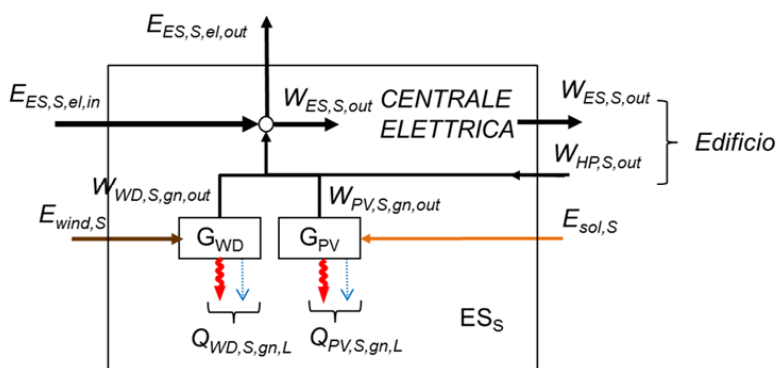 E_ES,S,el,out
E_ES,S,el,in
W_ES,S,out
CENTRALE
ELETTRICA
W_ES,S,out
W_HP,S,out
Edificio
W_WD,S,gn,out
W_PV,S,gn,out
E_wind,S
G_WD
G_PV
E_sol,S
Q_WD,S,gn,L
Q_PV,S,gn,L
ES_S